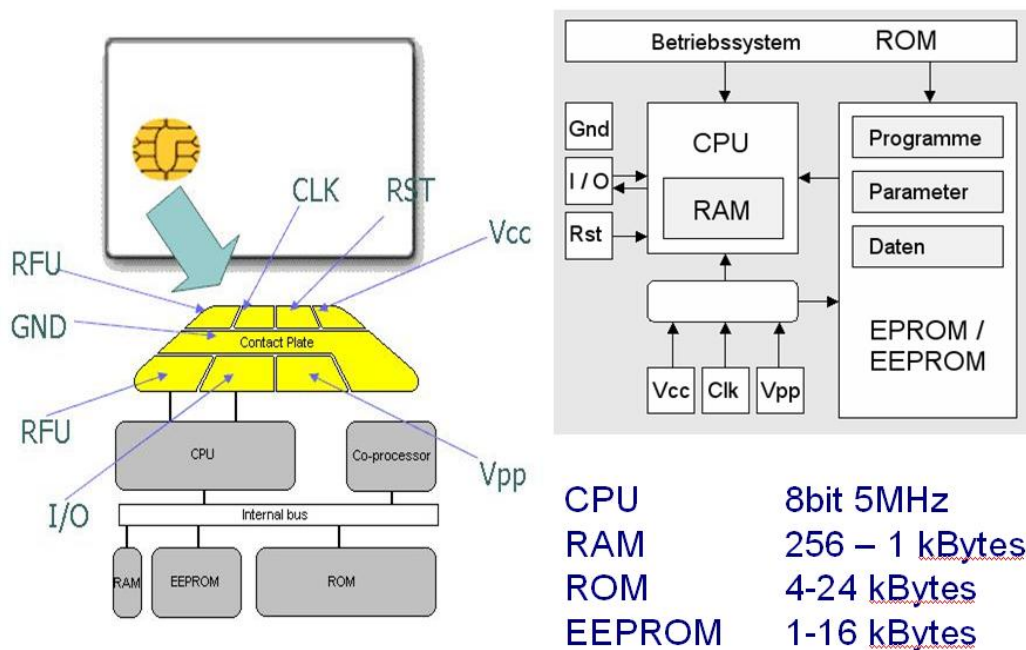 CLK
RST
Vcc
RFU
GND
Contact Plate
RFU
I/O
Vpp
CPU
Co-processor
Internal bus
RAM
EEPROM
ROM
Betriebssystem ROM
Gnd
I / O
Rst
CPU
RAM
Programme
Parameter
Daten
EPROM /
EEPROM
Vcc
Clk
Vpp
CPU 8bit 5MHz
RAM 256 – 1 kBytes
ROM 4-24 kBytes
EEPROM 1-16 kBytes